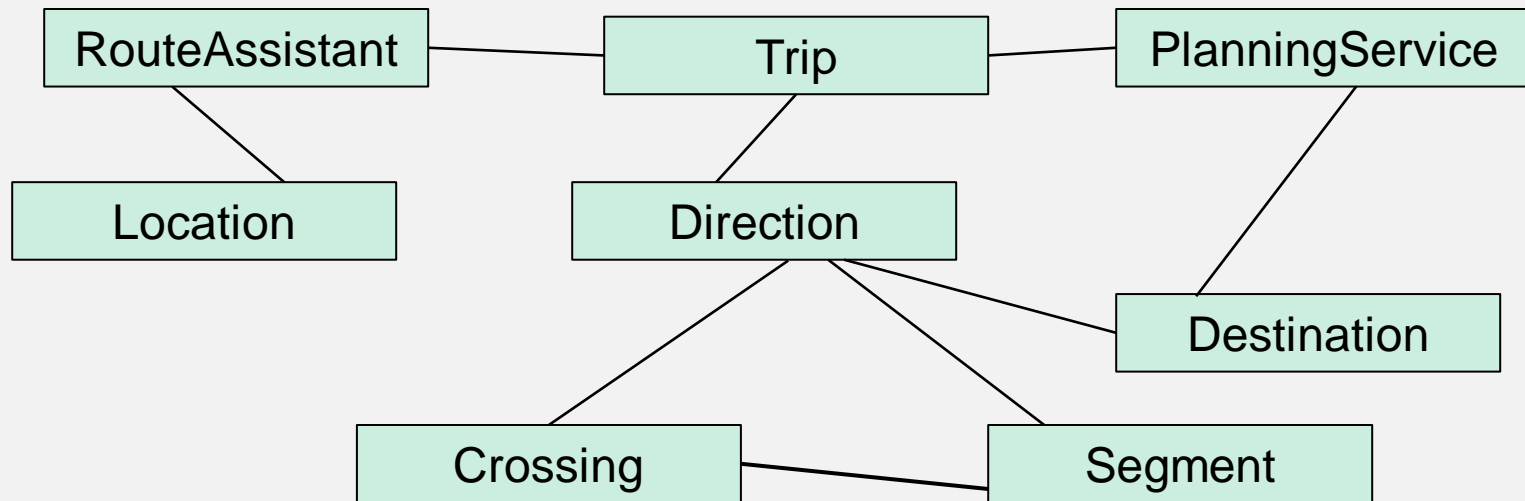 RouteAssistant
Trip
PlanningService
Location
Direction
Destination
Crossing
Segment